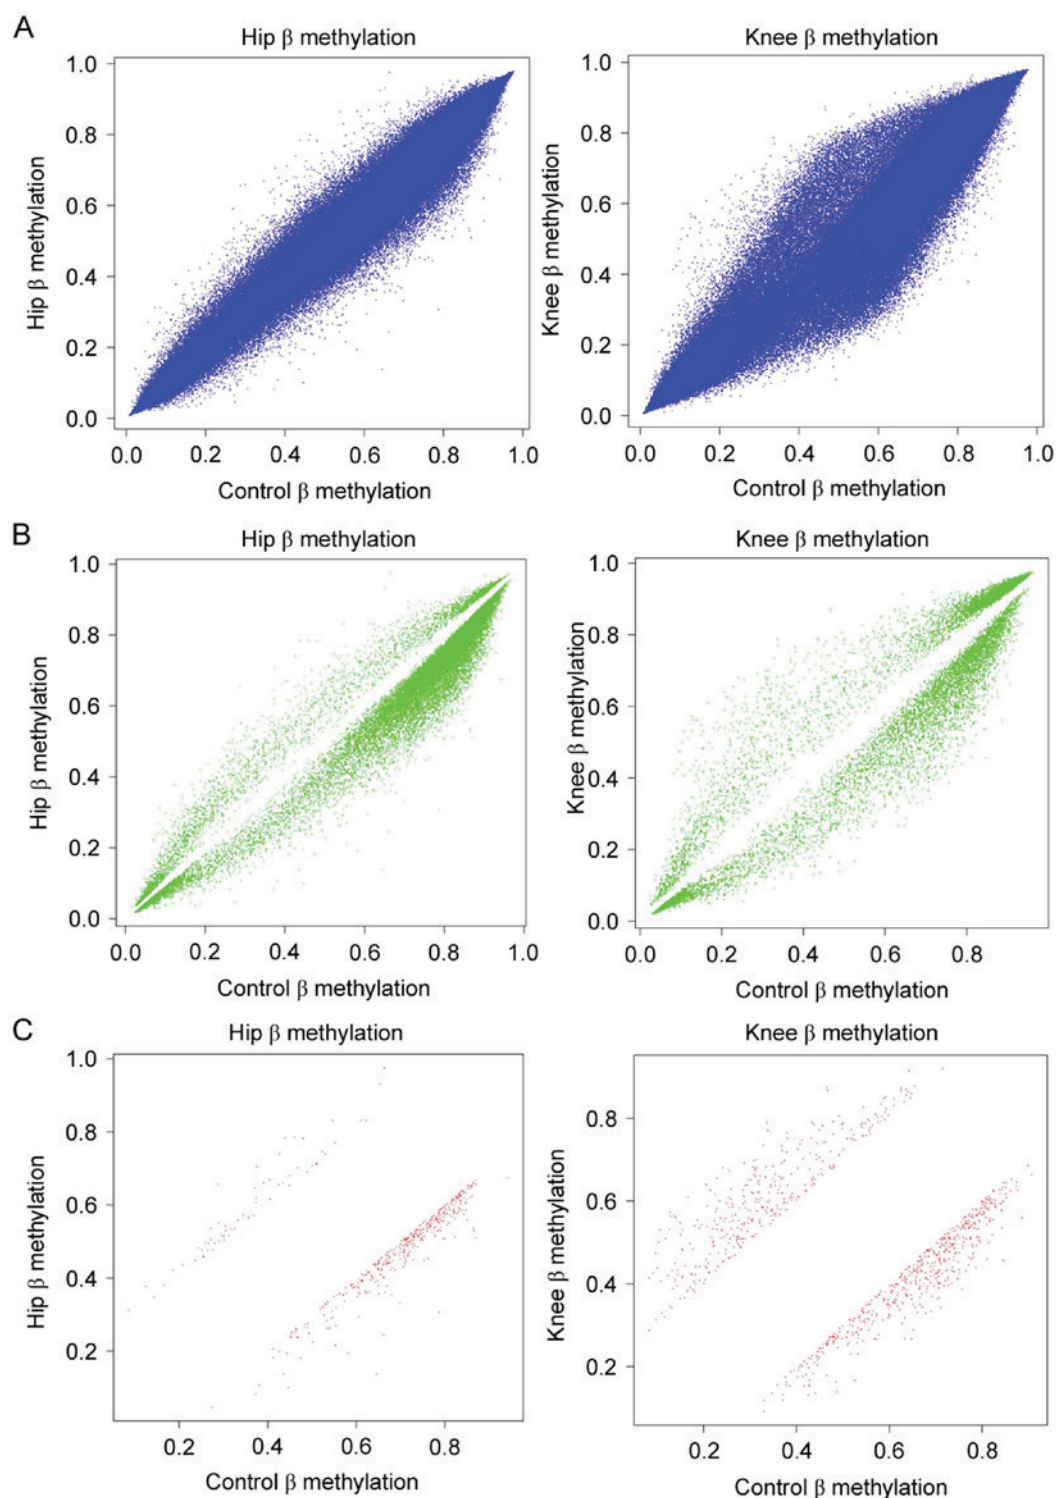 A
Hip β methylation
Knee β methylation
1.0
0.8
0.6
0.4
0.2
0.0
Hip β methylation
0.0 0.2 0.4 0.6 0.8 1.0
Control β methylation
1.0
0.8
0.6
0.4
0.2
0.0
Knee β methylation
0.0 0.2 0.4 0.6 0.8 1.0
Control β methylation
B
Hip β methylation
Knee β methylation
1.0
0.8
0.6
0.4
0.2
0.0
Hip β methylation
0.0 0.2 0.4 0.6 0.8 1.0
Control β methylation
1.0
0.8
0.6
0.4
0.2
0.0
Knee β methylation
0.0 0.2 0.4 0.6 0.8
Control β methylation
C
Hip β methylation
Knee β methylation
1.0
0.8
0.6
0.4
0.2
Hip β methylation
0.2 0.4 0.6 0.8
Control β methylation
0.8
0.6
0.4
0.2
Knee β methylation
0.2 0.4 0.6 0.8
Control β methylation